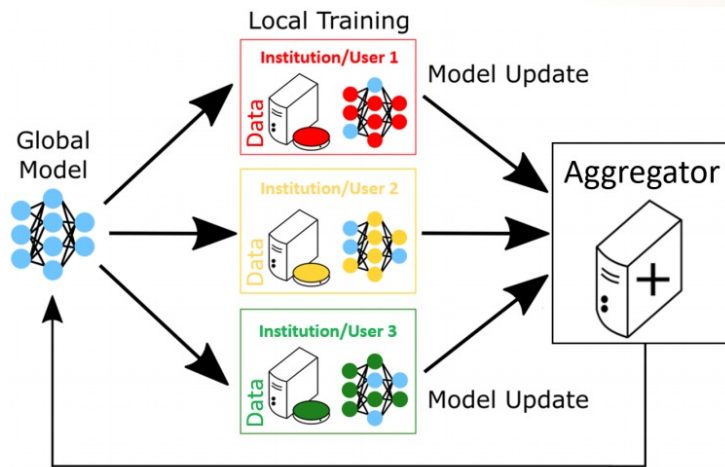 Local Training
Institution/User 1
Data
Model Update
Global
Model
Institution/User 2
Data
Aggregator
+
Institution/User 3
Data
Model Update